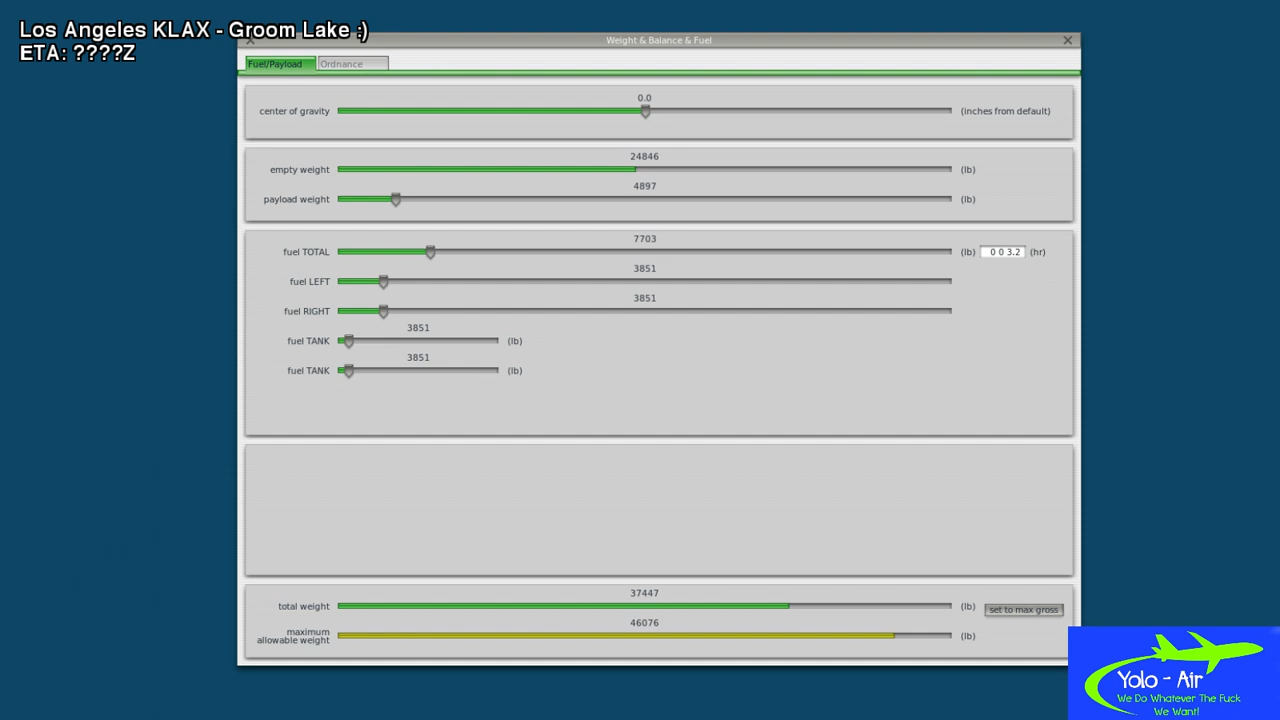 Los Angeles KLAX - Groom Lake :)
ETA: ????Z
Weight & Balance & Fuel
Fuel/Payload Ordnance
0.0
center of gravity (inches from default)
24846
empty weight (lb)
4897
payload weight (lb)
7703
fuel TOTAL (lb) 0 0 3.2 (hr)
3851
fuel LEFT
3851
fuel RIGHT
3851
fuel TANK (lb)
3851
fuel TANK (lb)
37447
total weight (lb) set to max gross
46076
maximum
allowable weight (lb)
Yolo - Air
We Do Whatever The Fuck
We Want!